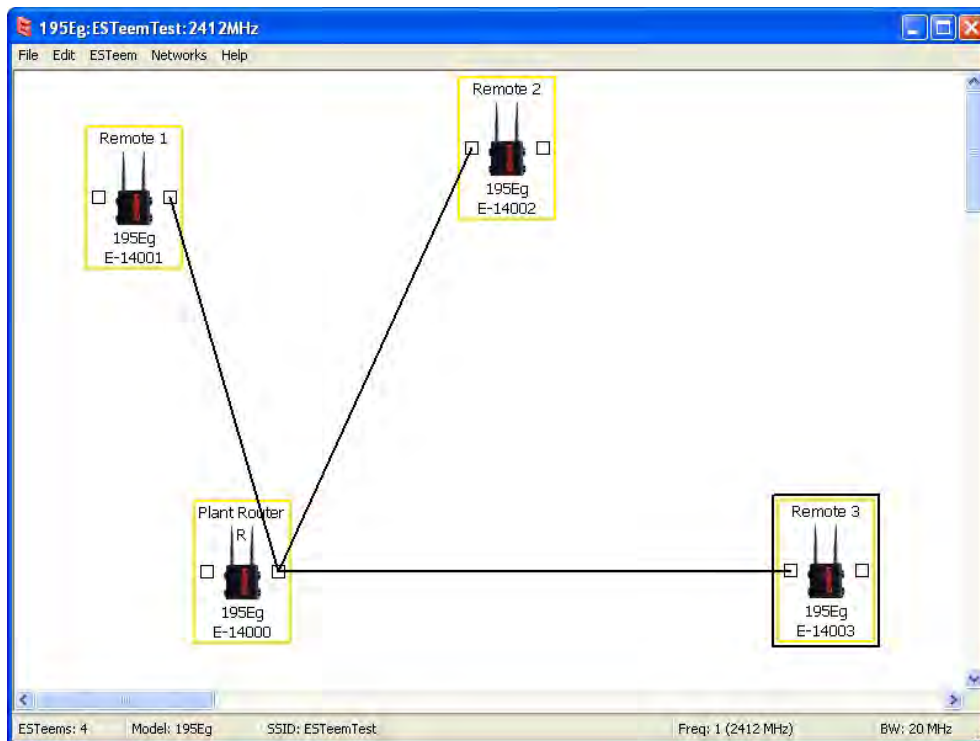 195Eg:ESTeemTest:2412MHz
File Edit ESTeem Networks Help
Remote 1
195Eg
E-14001
Remote 2
195Eg
E-14002
Plant Router
R
195Eg
E-14000
Remote 3
195Eg
E-14003
ESTeems: 4 Model: 195Eg SSID: ESTeemTest Freq: 1 (2412 MHz) BW: 20 MHz